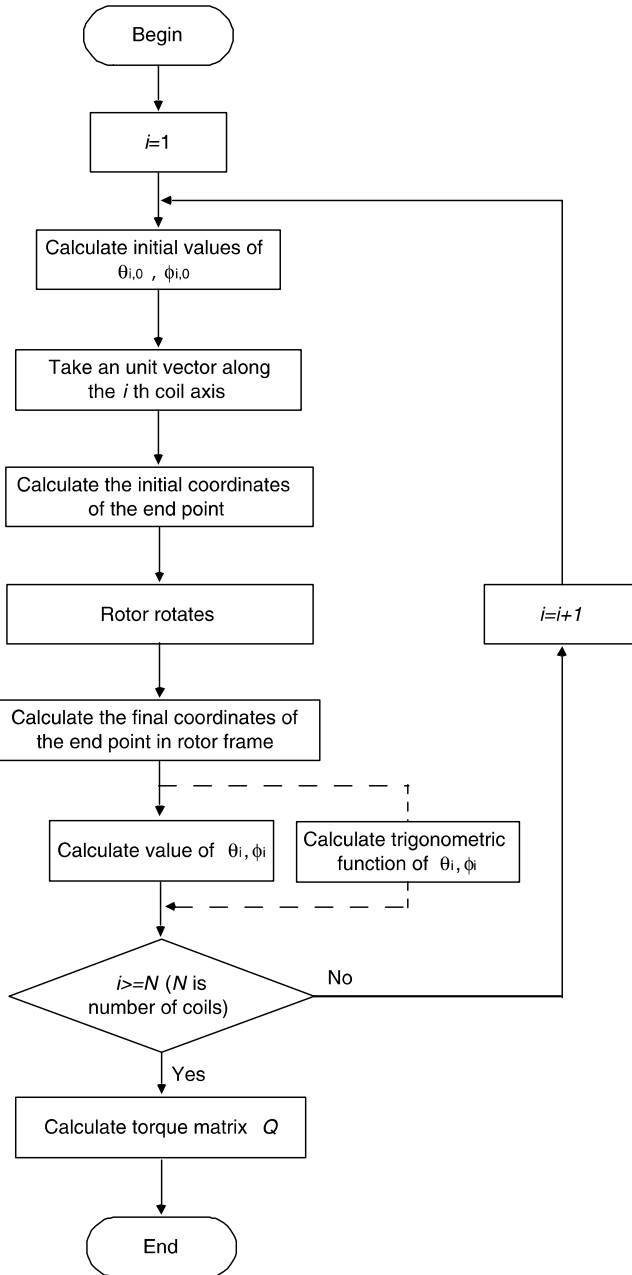 Begin
i=1
Calculate initial values of
θi,0 , ϕi,0
Take an unit vector along
the i th coil axis
Calculate the initial coordinates
of the end point
Rotor rotates
i=i+1
Calculate the final coordinates of
the end point in rotor frame
Calculate value of θi,ϕi
Calculate trigonometric
function of θi,ϕi
i>=N (N is
number of coils)
No
Yes
Calculate torque matrix Q
End